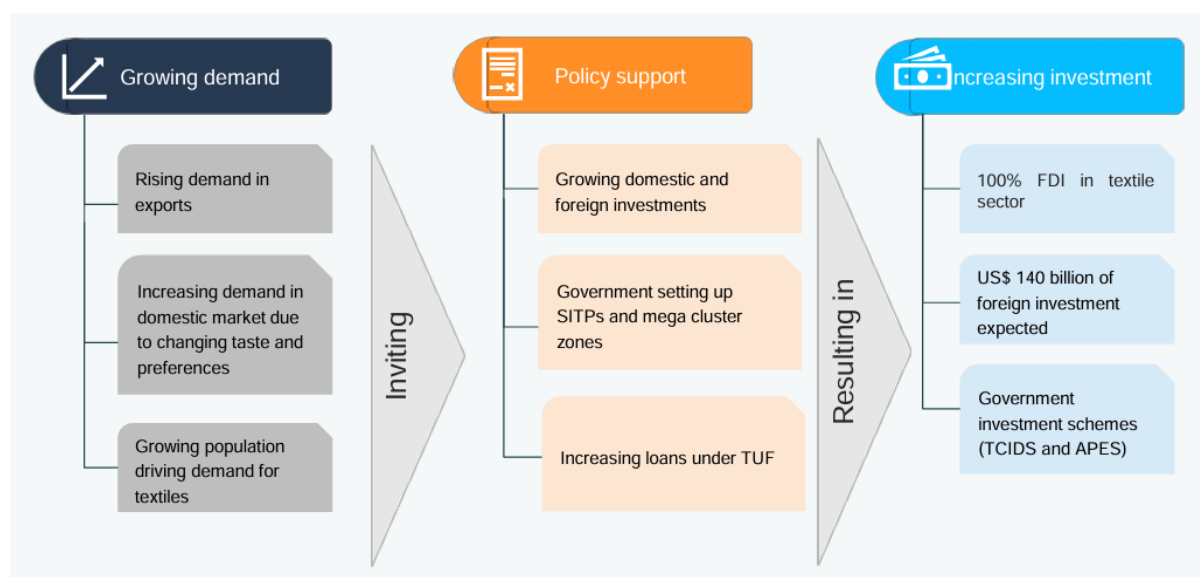 Growing demand
Rising demand in
exports
Increasing demand in
domestic market due
to changing taste and
preferences
Growing population
driving demand for
textiles
Inviting
Policy support
Growing domestic and
foreign investments
Government setting up
SITPs and mega cluster
zones
Increasing loans under TUF
Resulting in
Increasing investment
100% FDI in textile
sector
US$ 140 billion of
foreign investment
expected
Government
investment schemes
(TCIDS and APES)